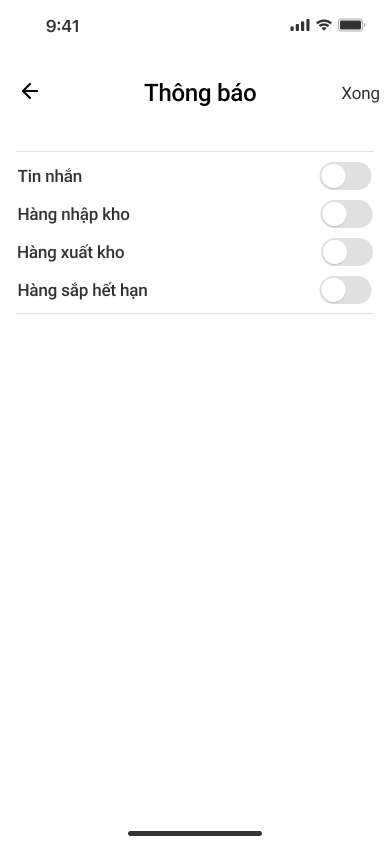 9:41
Thông báo
Xong
Tin nhắn
Hàng nhập kho
Hàng xuất kho
Hàng sắp hết hạn